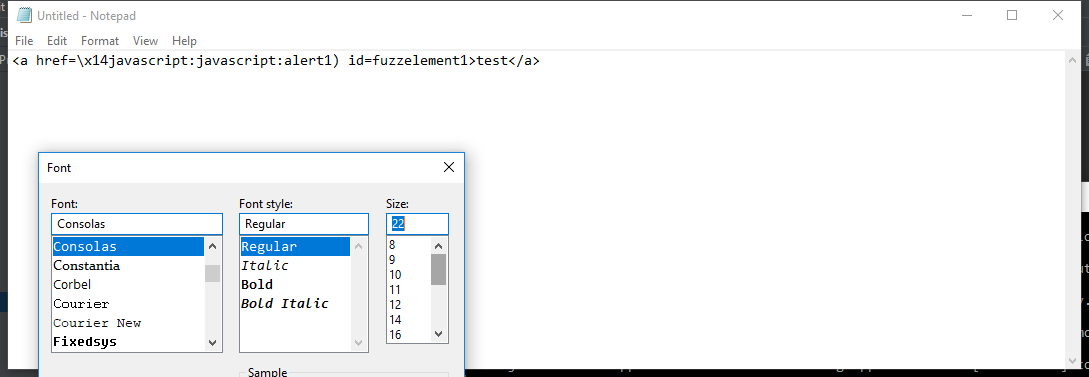 Untitled - Notepad
File Edit Format View Help
<a href=\x14javascript:javascript:alert1) id=fuzzelement1>test</a>
Font
Font: Font style: Size:
Consolas Regular 22
Consolas Regular 8
Constantia Italic 9
Corbel Bold 10
Courier Bold Italic 11
Courier New 12
Fixedsys 14
16
Sample